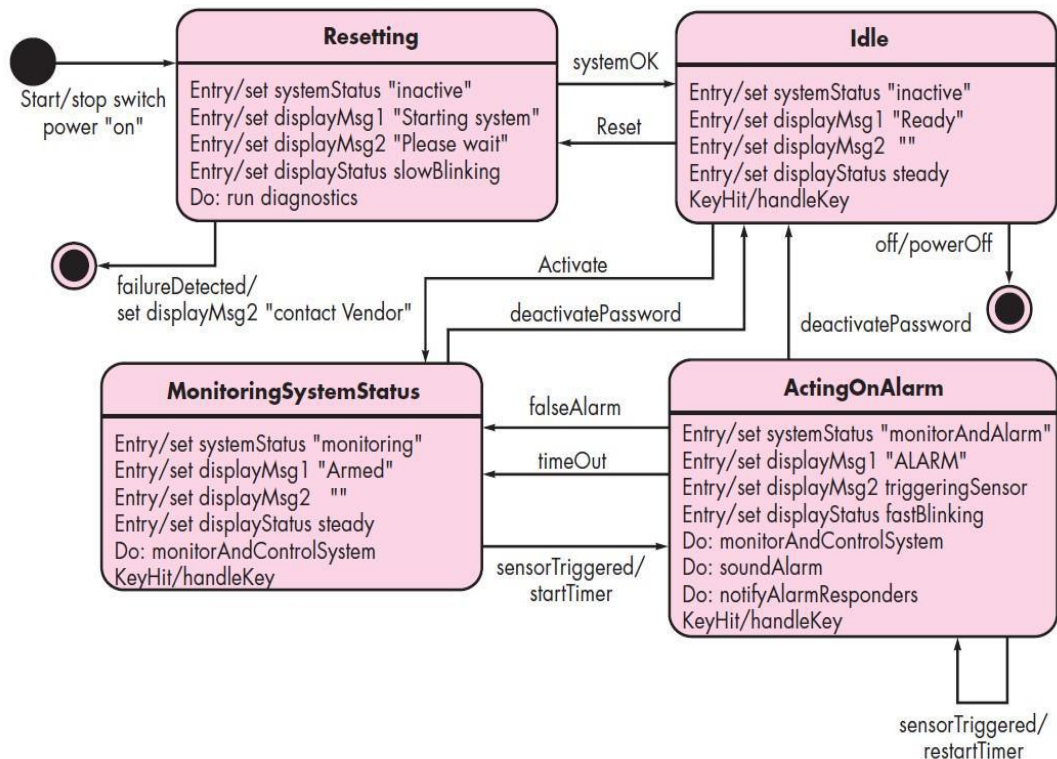 Resetting
Entry/set systemStatus "inactive"
Entry/set displayMsg1 "Starting system"
Entry/set displayMsg2 "Please wait"
Entry/set displayStatus slowBlinking
Do: run diagnostics
Start/stop switch
power "on"
systemOK
Reset
Idle
Entry/set systemStatus "inactive"
Entry/set displayMsg1 "Ready"
Entry/set displayMsg2 ""
Entry/set displayStatus steady
KeyHit/handleKey
failureDetected/
set displayMsg2 "contact Vendor"
Activate
deactivatePassword
off/powerOff
deactivatePassword
MonitoringSystemStatus
Entry/set systemStatus "monitoring"
Entry/set displayMsg1 "Armed"
Entry/set displayMsg2 ""
Entry/set displayStatus steady
Do: monitorAndControlSystem
KeyHit/handleKey
falseAlarm
timeOut
sensorTriggered/
startTimer
ActingOnAlarm
Entry/set systemStatus "monitorAndAlarm"
Entry/set displayMsg1 "ALARM"
Entry/set displayMsg2 triggeringSensor
Entry/set displayStatus fastBlinking
Do: monitorAndControlSystem
Do: soundAlarm
Do: notifyAlarmResponders
KeyHit/handleKey
sensorTriggered/
restartTimer